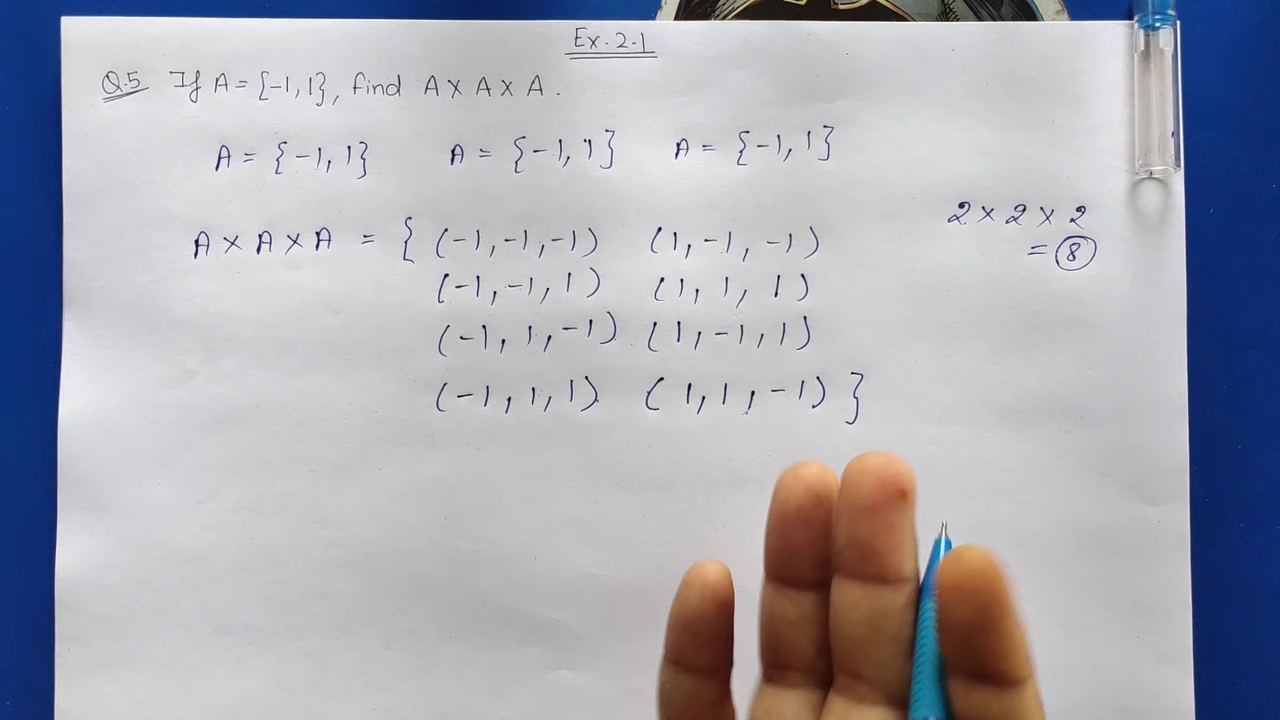 Ex. 2.1
Q.5 If A = {-1, 1}, find A X A X A .
A = {-1, 1} A = {-1, 1} A = {-1, 1}
2 × 2 × 2
= 8
A × A × A = { (-1, -1, -1) (1, -1, -1)
(-1, -1, 1) (1, 1, 1)
(-1, 1, -1) (1, -1, 1)
(-1, 1, 1) (1, 1, -1) }